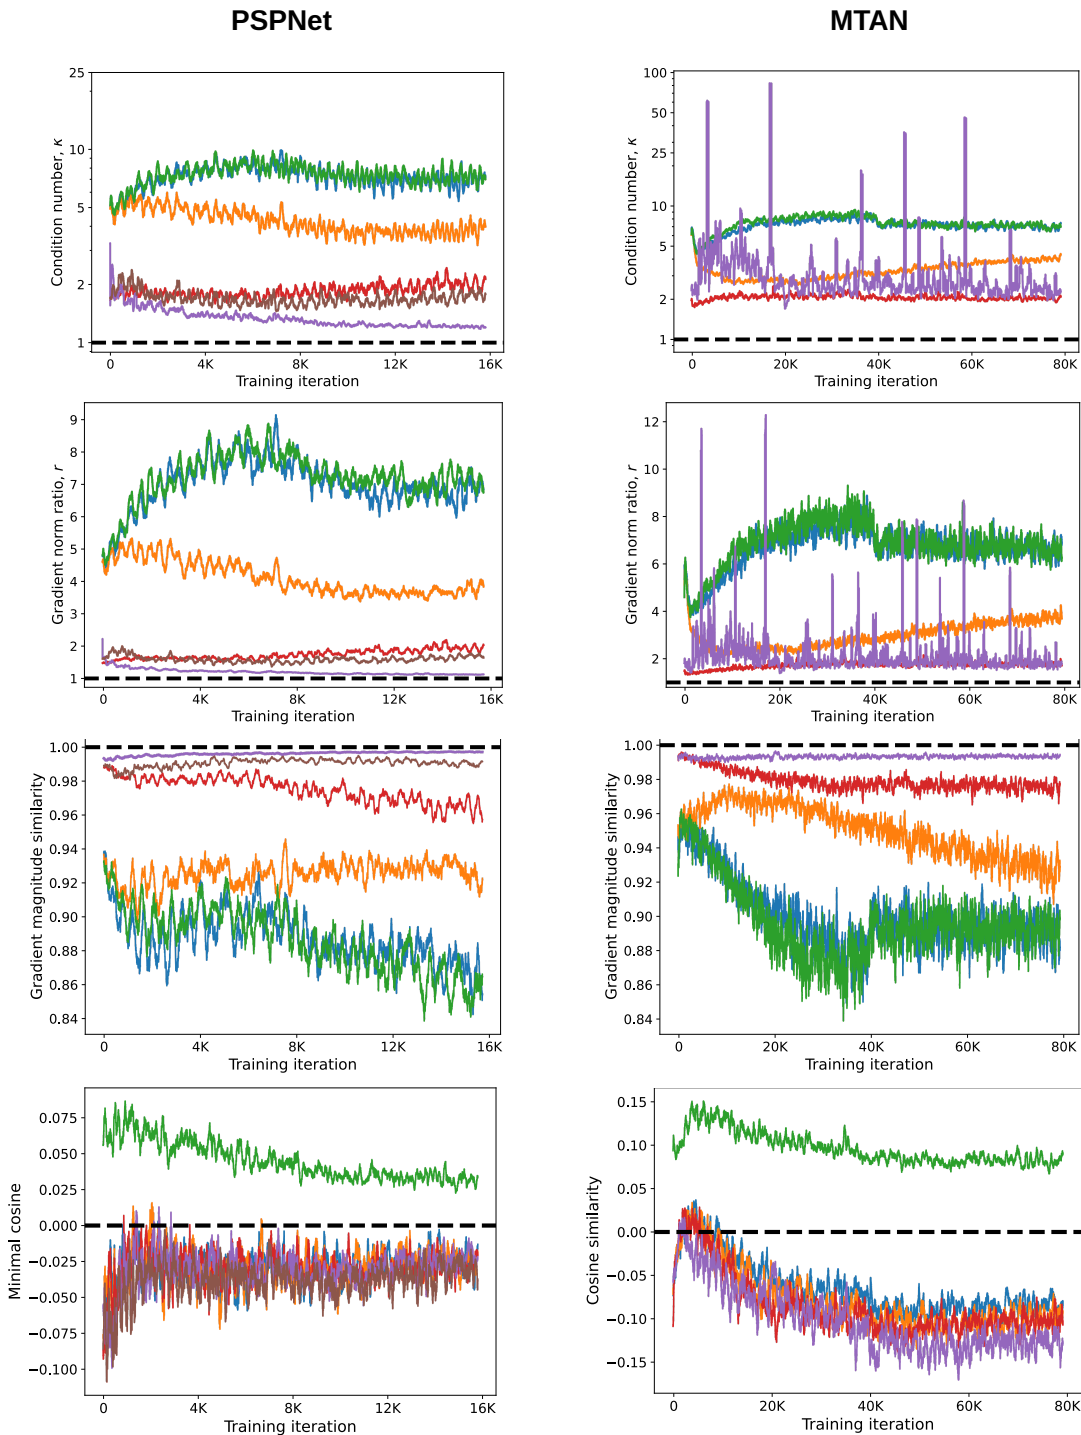 PSPNet
MTAN
25
10
5
2
1
Condition number, κ
0
4K
8K
12K
16K
Training iteration
100
50
25
10
5
2
1
Condition number, κ
0
20K
40K
60K
80K
Training iteration
9
8
7
6
5
4
3
2
1
Gradient norm ratio, r
0
4K
8K
12K
16K
Training iteration
12
10
8
6
4
2
Gradient norm ratio, r
0
20K
40K
60K
80K
Training iteration
1.00
0.98
0.96
0.94
0.92
0.90
0.88
0.86
0.84
Gradient magnitude similarity
0
4K
8K
12K
16K
Training iteration
1.00
0.98
0.96
0.94
0.92
0.90
0.88
0.86
0.84
Gradient magnitude similarity
0
20K
40K
60K
80K
Training iteration
0.075
0.050
0.025
0.000
−0.025
−0.050
−0.075
−0.100
Minimal cosine
0
4K
8K
12K
16K
Training iteration
0.15
0.10
0.05
0.00
−0.05
−0.10
−0.15
Cosine similarity
0
20K
40K
60K
80K
Training iteration